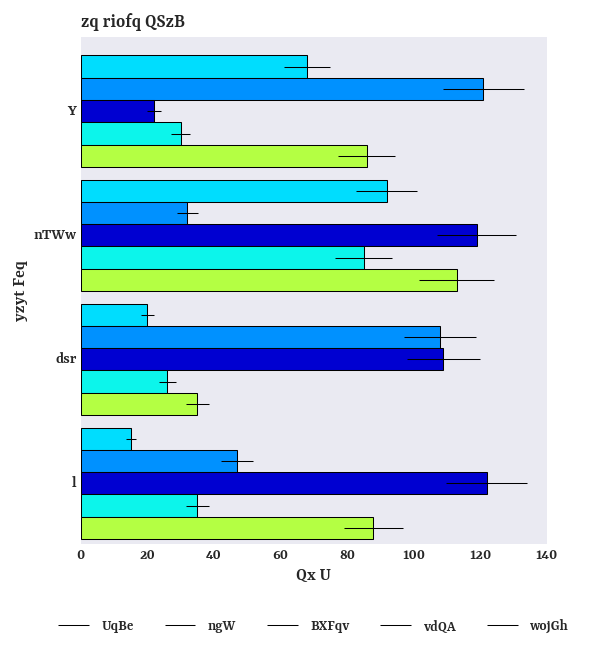 zq riofq QSzB
Y
nTWw
dsr
l
yzyt Feq
0 20 40 60 80 100 120 140
Qx U
UqBe ngW BXFqv vdQA wojGh